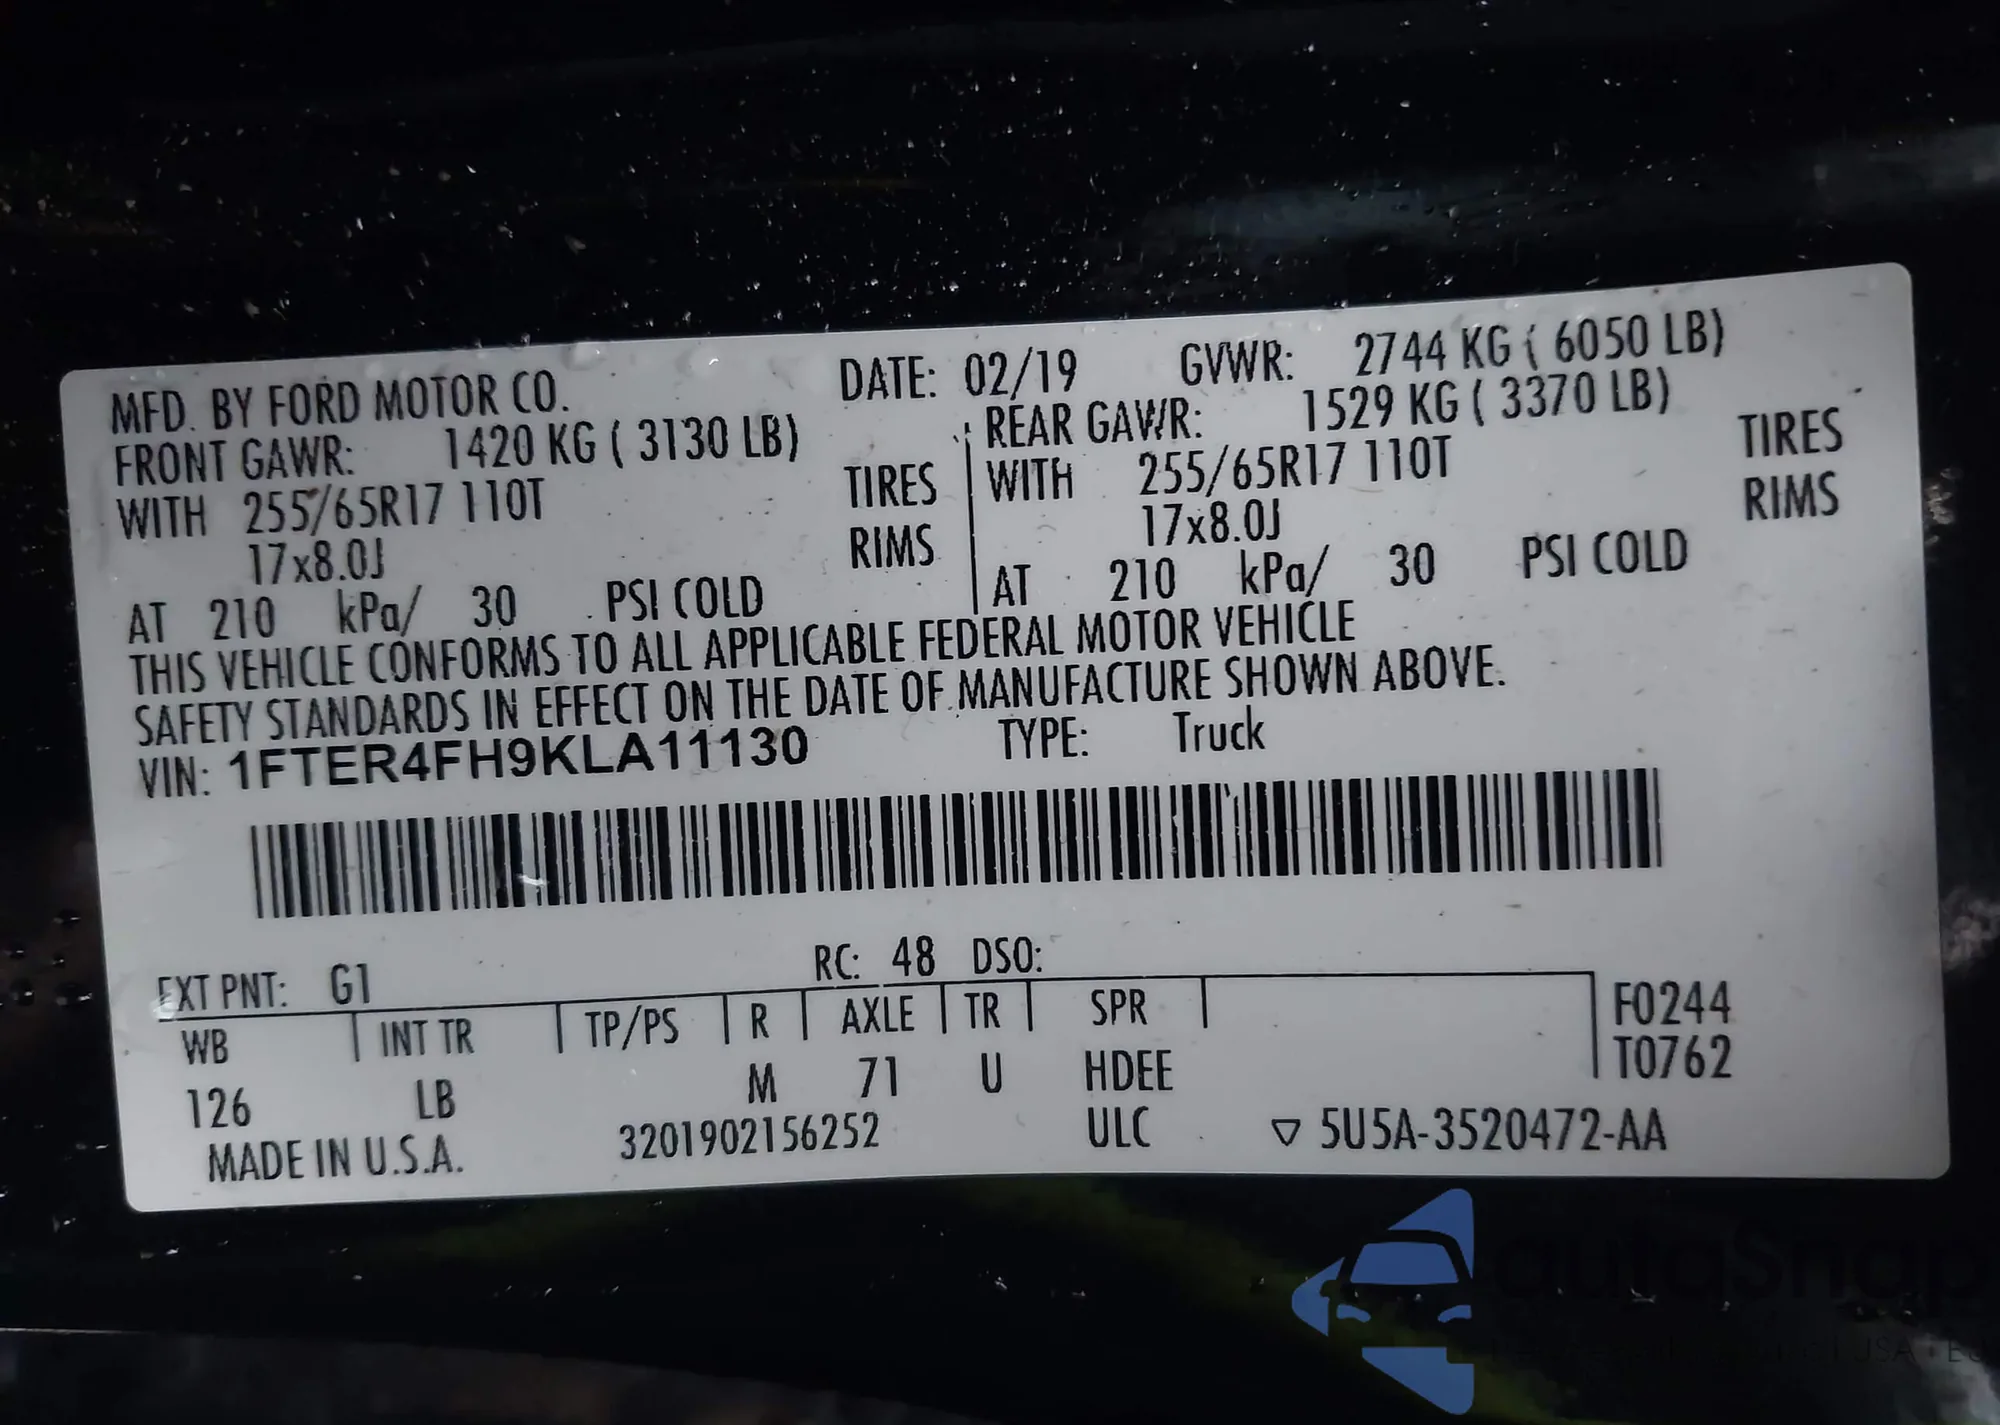 MFD. BY FORD MOTOR CO. DATE: 02/19 GVWR: 2744 KG ( 6050 LB)
FRONT GAWR: 1420 KG ( 3130 LB) REAR GAWR: 1529 KG ( 3370 LB)
WITH 255/65R17 110T TIRES WITH 255/65R17 110T TIRES
17x8.0J RIMS 17x8.0J RIMS
AT 210 kPa/ 30 PSI COLD AT 210 kPa/ 30 PSI COLD
THIS VEHICLE CONFORMS TO ALL APPLICABLE FEDERAL MOTOR VEHICLE
SAFETY STANDARDS IN EFFECT ON THE DATE OF MANUFACTURE SHOWN ABOVE.
VIN: 1FTER4FH9KLA11130 TYPE: Truck
EXT PNT: G1 RC: 48 DSO:
WB INT TR TP/PS R AXLE TR SPR F0244
126 LB M 71 U HDEE T0762
MADE IN U.S.A. 3201902156252 ULC ▽ 5U5A-3520472-AA
autoSnap